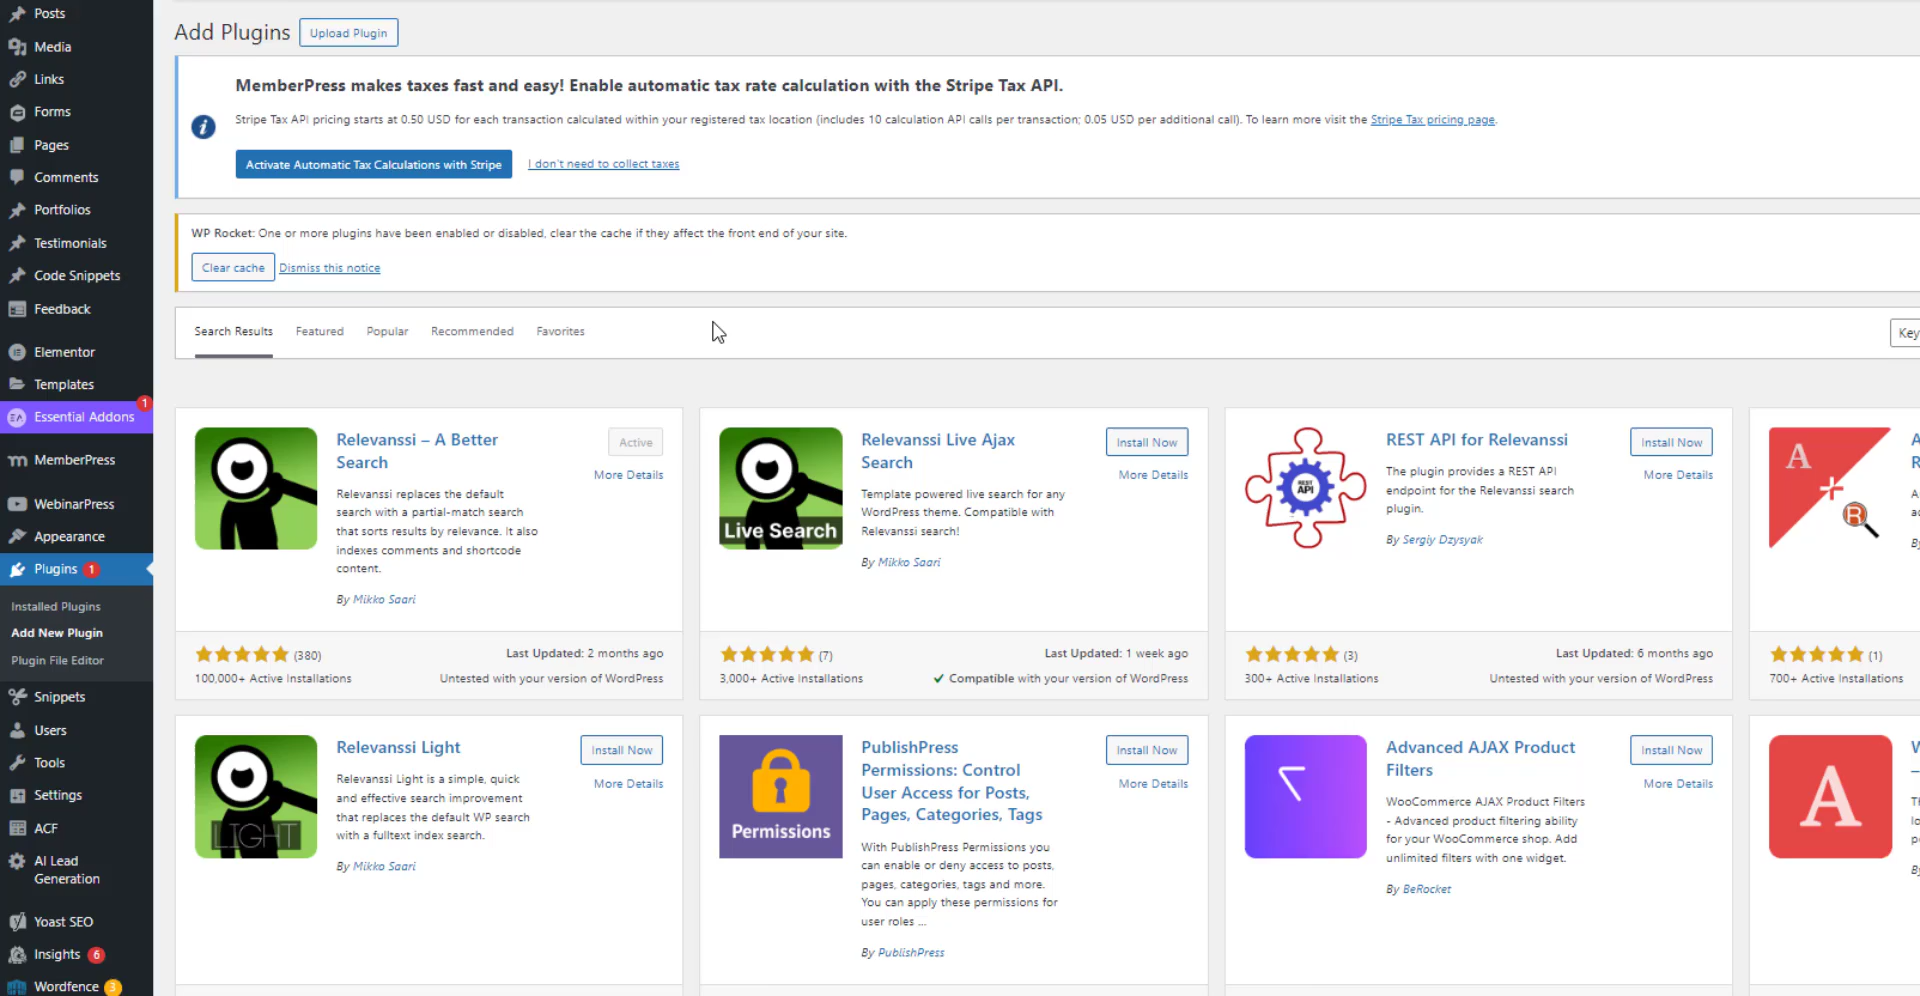 Posts
Media
Links
Forms
Pages
Comments
Portfolios
Testimonials
Code Snippets
Feedback
Elementor
Templates
Essential Addons
1
MemberPress
WebinarPress
Appearance
Plugins 1
Installed Plugins
Add New Plugin
Plugin File Editor
Snippets
Users
Tools
Settings
ACF
AI Lead
Generation
Yoast SEO
Insights 6
Wordfence 3
Add Plugins Upload Plugin
MemberPress makes taxes fast and easy! Enable automatic tax rate calculation with the Stripe Tax API.
Stripe Tax API pricing starts at 0.50 USD for each transaction calculated within your registered tax location (includes 10 calculation API calls per transaction; 0.05 USD per additional call). To learn more visit the Stripe Tax pricing page.
Activate Automatic Tax Calculations with Stripe I don't need to collect taxes
WP Rocket: One or more plugins have been enabled or disabled, clear the cache if they affect the front end of your site.
Clear cache Dismiss this notice
Search Results Featured Popular Recommended Favorites
Key
Relevanssi – A Better
Search
Active
More Details
Relevanssi replaces the default
search with a partial-match search
that sorts results by relevance. It also
indexes comments and shortcode
content.
By Mikko Saari
(380)
Last Updated: 2 months ago
100,000+ Active Installations
Untested with your version of WordPress
Live Search
Relevanssi Live Ajax
Search
Install Now
More Details
Template powered live search for any
WordPress theme. Compatible with
Relevanssi search!
By Mikko Saari
(7)
Last Updated: 1 week ago
3,000+ Active Installations
✓ Compatible with your version of WordPress
REST
API
REST API for Relevanssi
Install Now
More Details
The plugin provides a REST API
endpoint for the Relevanssi search
plugin.
By Sergiy Dzysyak
(3)
Last Updated: 6 months ago
300+ Active Installations
Untested with your version of WordPress
A
R
(1)
700+ Active Installations
LIGHT
Relevanssi Light
Install Now
More Details
Relevanssi Light is a simple, quick
and effective search improvement
that replaces the default WP search
with a fulltext index search.
By Mikko Saari
Permissions
PublishPress
Permissions: Control
User Access for Posts,
Pages, Categories, Tags
Install Now
More Details
With PublishPress Permissions you
can enable or deny access to posts,
pages, categories, tags and more.
You can apply these permissions for
user roles ...
By PublishPress
Advanced AJAX Product
Filters
Install Now
More Details
WooCommerce AJAX Product Filters
- Advanced product filtering ability
for your WooCommerce shop. Add
unlimited filters with one widget.
By BeRocket
A